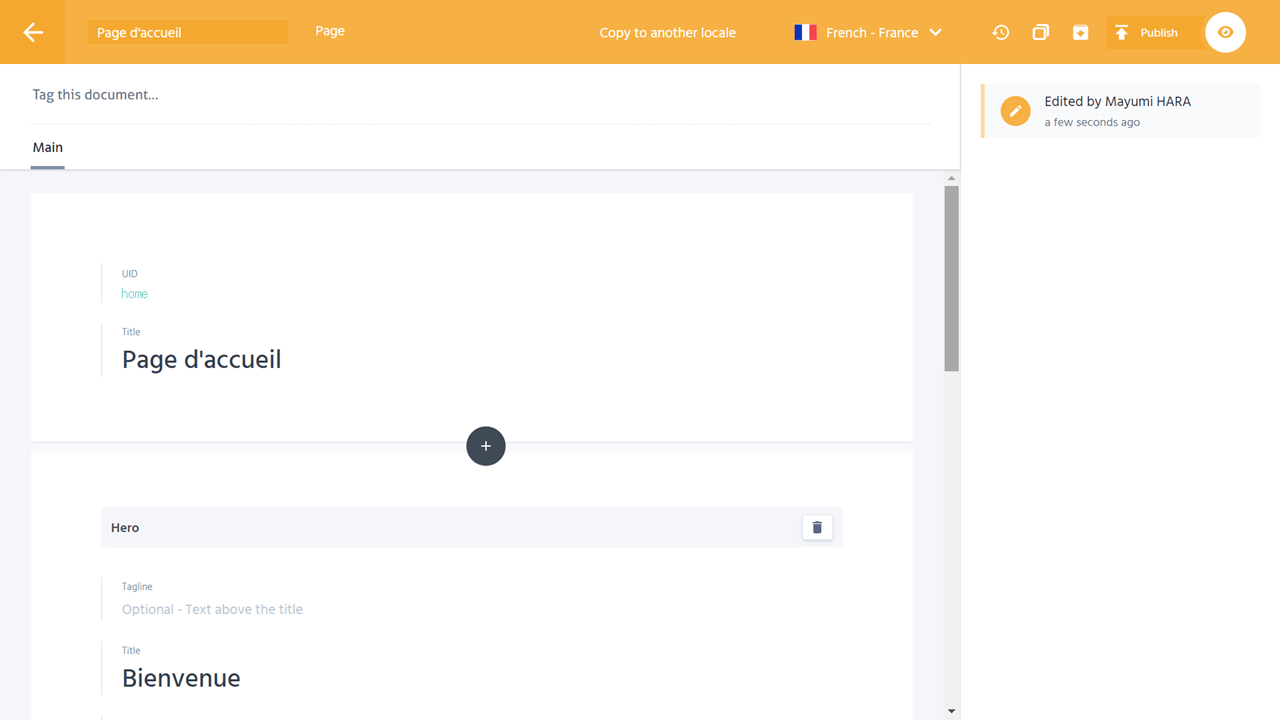 Page d'accueil
Page
Copy to another locale
French - France
Publish
Tag this document...
Main
Edited by Mayumi HARA
a few seconds ago
UID
home
Title
Page d'accueil
Hero
Tagline
Optional - Text above the title
Title
Bienvenue